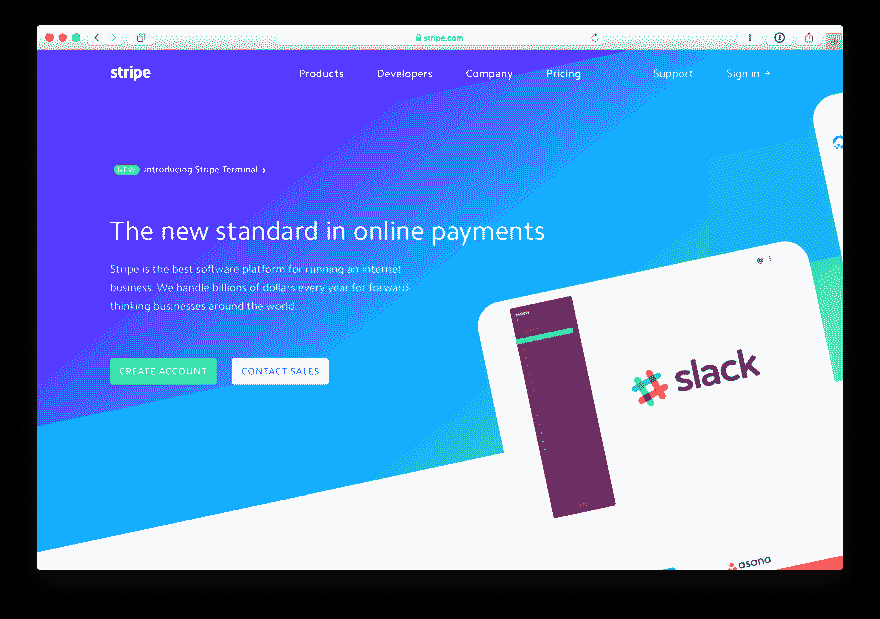 stripe.com
stripe
Products Developers Company Pricing Support Sign in
NEW Introducing Stripe Terminal
The new standard in online payments
Stripe is the best software platform for running an internet
business. We handle billions of dollars every year for forward-
thinking businesses around the world.
CREATE ACCOUNT CONTACT SALES
slack
asana